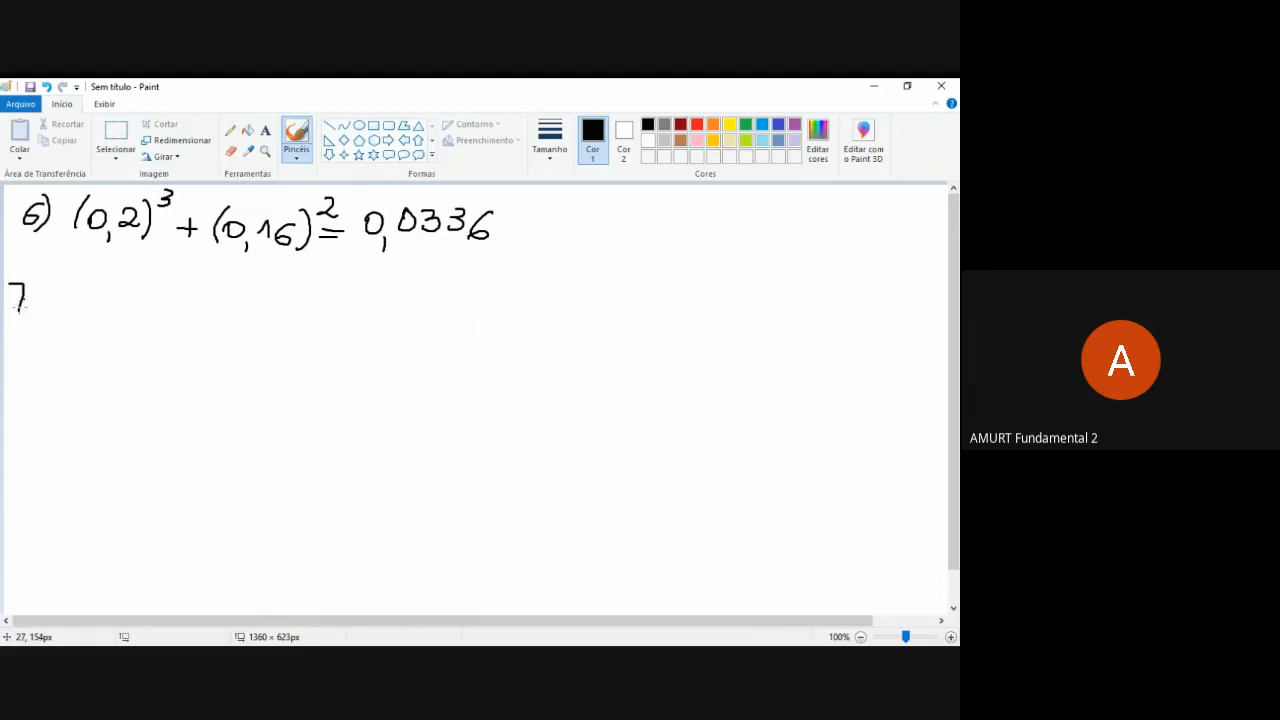 Sem título - Paint
Arquivo Início Exibir
Colar
Recortar
Copiar
Área de Transferência
Selecionar
Cortar
Redimensionar
Girar
Imagem
A
Ferramentas
Pincéis
Contorno
Preenchimento
Formas
Tamanho
Cor 1
Cor 2
Editar cores
Editar com o Paint 3D
Cores
6) (0,2)³ + (0,16)² = 0,0336
7
27, 154px
1360 × 623px
100%
A
AMURT Fundamental 2